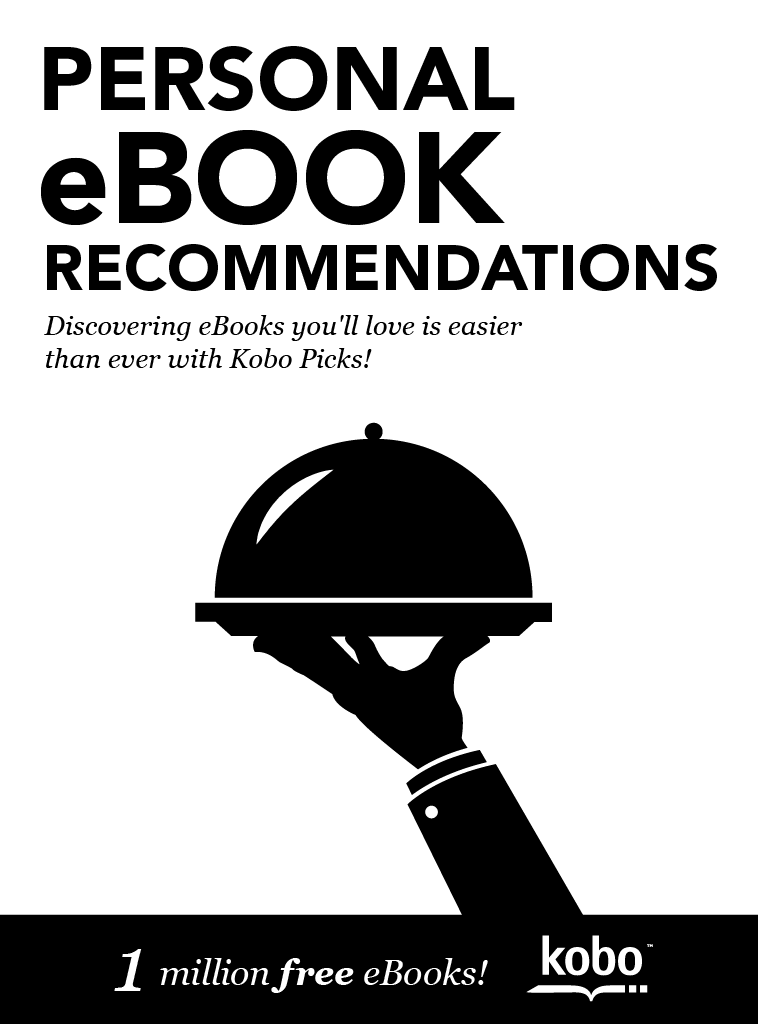 PERSONAL
eBOOK
RECOMMENDATIONS
Discovering eBooks you'll love is easier
than ever with Kobo Picks!
1 million free eBooks!
kobo™